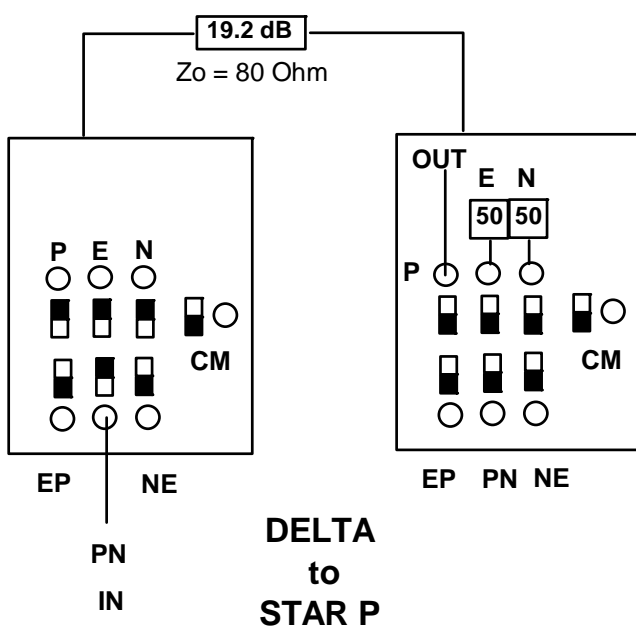 19.2 dB
Zo = 80 Ohm
P E N
CM
EP NE
PN
IN
OUT
E N
50 50
P
CM
EP PN NE
DELTA
to
STAR P